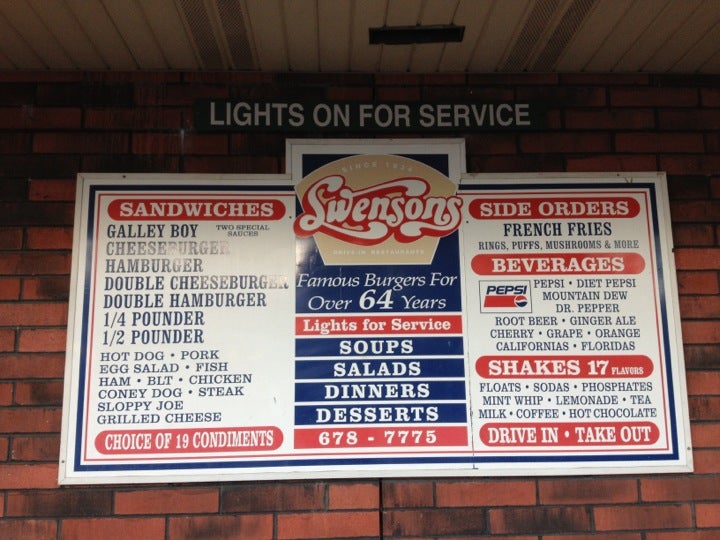 LIGHTS ON FOR SERVICE
SINCE 1934
Swensons
DRIVE IN RESTAURANTS
Famous Burgers For
Over 64 Years
Lights for Service
SOUPS
SALADS
DINNERS
DESSERTS
678 - 7775
SANDWICHES
GALLEY BOY TWO SPECIAL SAUCES
CHEESEBURGER
HAMBURGER
DOUBLE CHEESEBURGER
DOUBLE HAMBURGER
1/4 POUNDER
1/2 POUNDER
HOT DOG • PORK
EGG SALAD • FISH
HAM • BLT • CHICKEN
CONEY DOG • STEAK
SLOPPY JOE
GRILLED CHEESE
CHOICE OF 19 CONDIMENTS
SIDE ORDERS
FRENCH FRIES
RINGS, PUFFS, MUSHROOMS & MORE
BEVERAGES
PEPSI
PEPSI • DIET PEPSI
MOUNTAIN DEW
DR. PEPPER
ROOT BEER • GINGER ALE
CHERRY • GRAPE • ORANGE
CALIFORNIAS • FLORIDAS
SHAKES 17 FLAVORS
FLOATS • SODAS • PHOSPHATES
MINT WHIP • LEMONADE • TEA
MILK • COFFEE • HOT CHOCOLATE
DRIVE IN • TAKE OUT